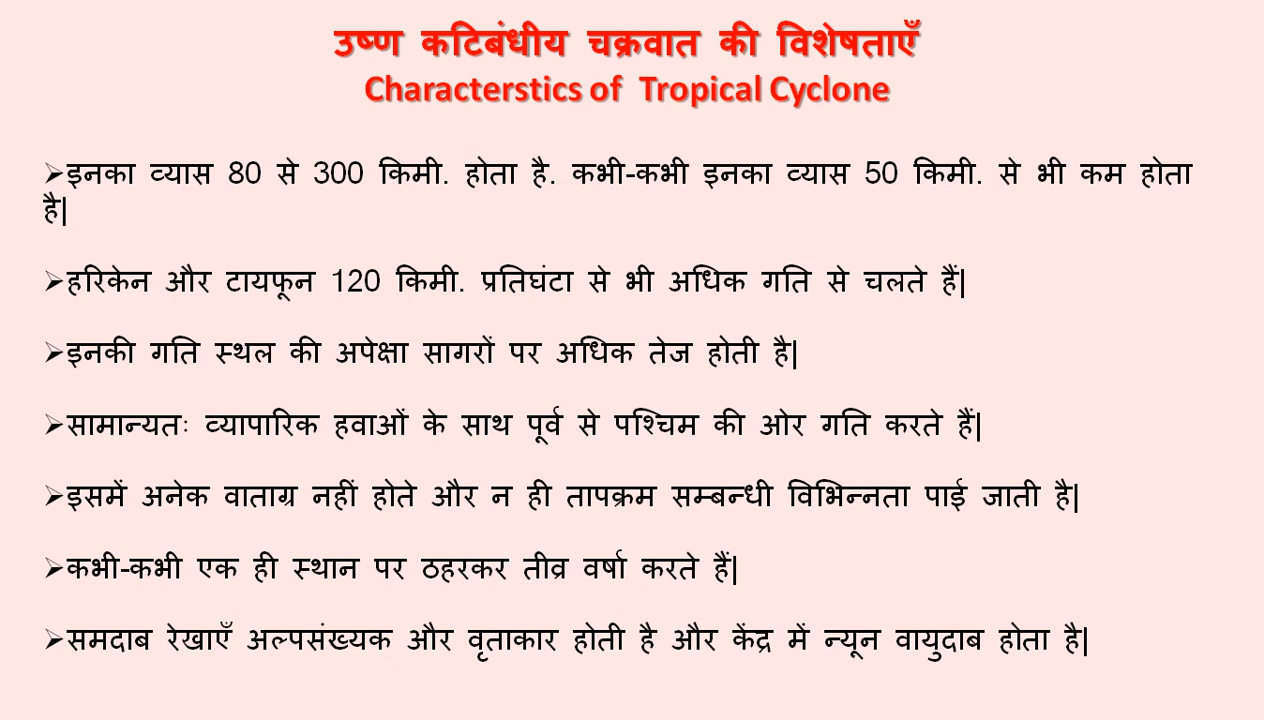 उष्ण कटिबंधीय चक्रवात की विशेषताएँ
Characterstics of Tropical Cyclone
➢इनका व्यास 80 से 300 किमी. होता है. कभी-कभी इनका व्यास 50 किमी. से भी कम होता
है|
➢हरिकेन और टायफून 120 किमी. प्रतिघंटा से भी अधिक गति से चलते हैं|
➢इनकी गति स्थल की अपेक्षा सागरों पर अधिक तेज होती है|
➢सामान्यतः व्यापारिक हवाओं के साथ पूर्व से पश्चिम की ओर गति करते हैं|
➢इसमें अनेक वाताग्र नहीं होते और न ही तापक्रम सम्बन्धी विभिन्नता पाई जाती है|
➢कभी-कभी एक ही स्थान पर ठहरकर तीव्र वर्षा करते हैं|
➢समदाब रेखाएँ अल्पसंख्यक और वृताकार होती है और केंद्र में न्यून वायुदाब होता है|